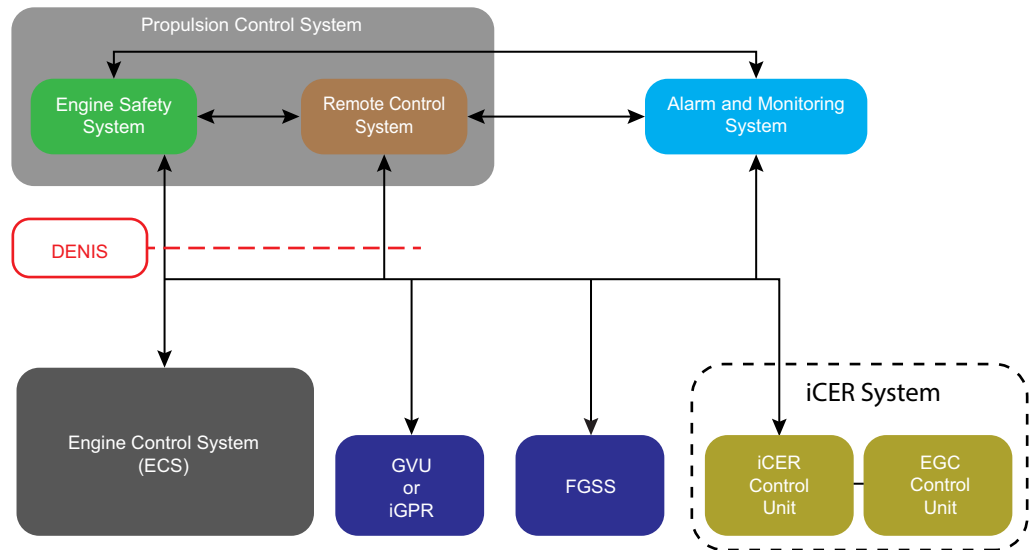 Propulsion Control System
Engine Safety
System
Remote Control
System
Alarm and Monitoring
System
DENIS
Engine Control System
(ECS)
GVU
or
iGPR
FGSS
iCER System
iCER
Control
Unit
EGC
Control
Unit